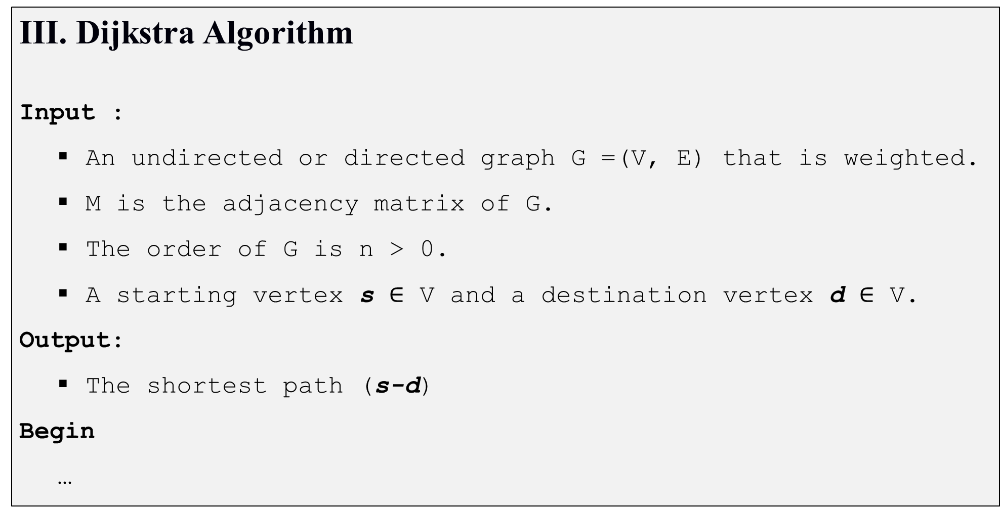 III. Dijkstra Algorithm
Input :
▪ An undirected or directed graph G =(V, E) that is weighted.
▪ M is the adjacency matrix of G.
▪ The order of G is n > 0.
▪ A starting vertex s ∈ V and a destination vertex d ∈ V.
Output:
▪ The shortest path (s-d)
Begin
…